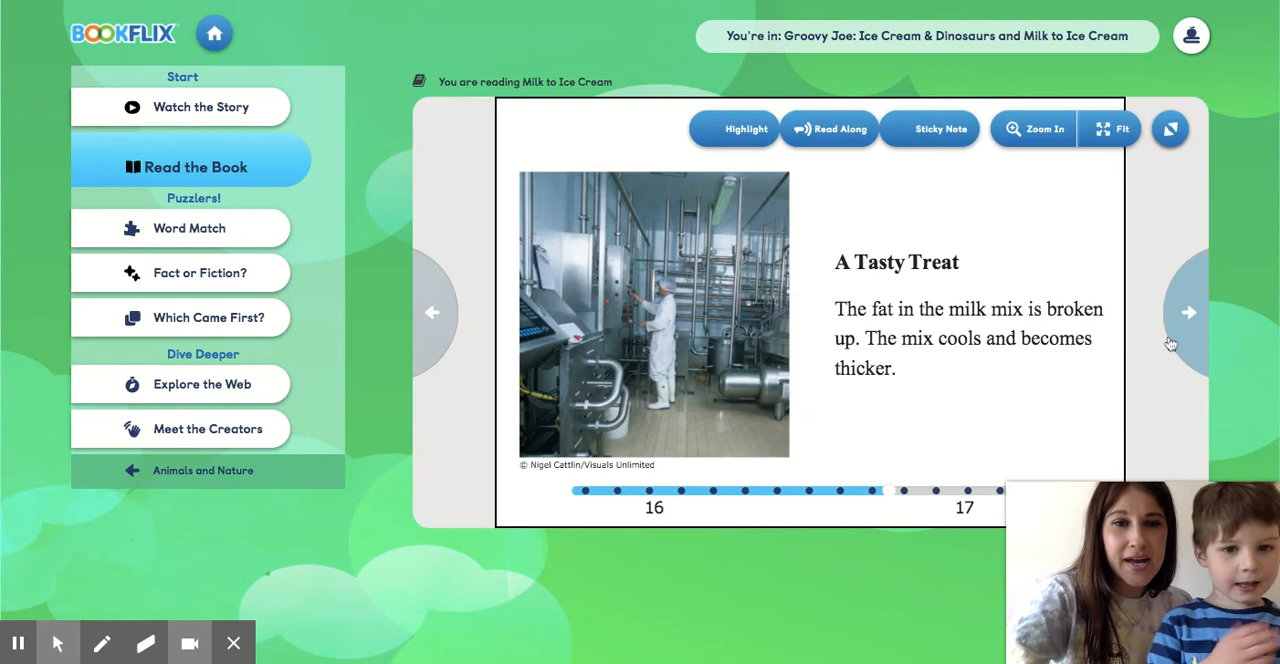 BOOKFLIX
You're in: Groovy Joe: Ice Cream & Dinosaurs and Milk to Ice Cream
Start
Watch the Story
Read the Book
Puzzlers!
Word Match
Fact or Fiction?
Which Came First?
Dive Deeper
Explore the Web
Meet the Creators
Animals and Nature
You are reading Milk to Ice Cream
Highlight
Read Along
Sticky Note
Zoom In
Fit
A Tasty Treat
The fat in the milk mix is broken
up. The mix cools and becomes
thicker.
© Nigel Cattlin/Visuals Unlimited
16
17